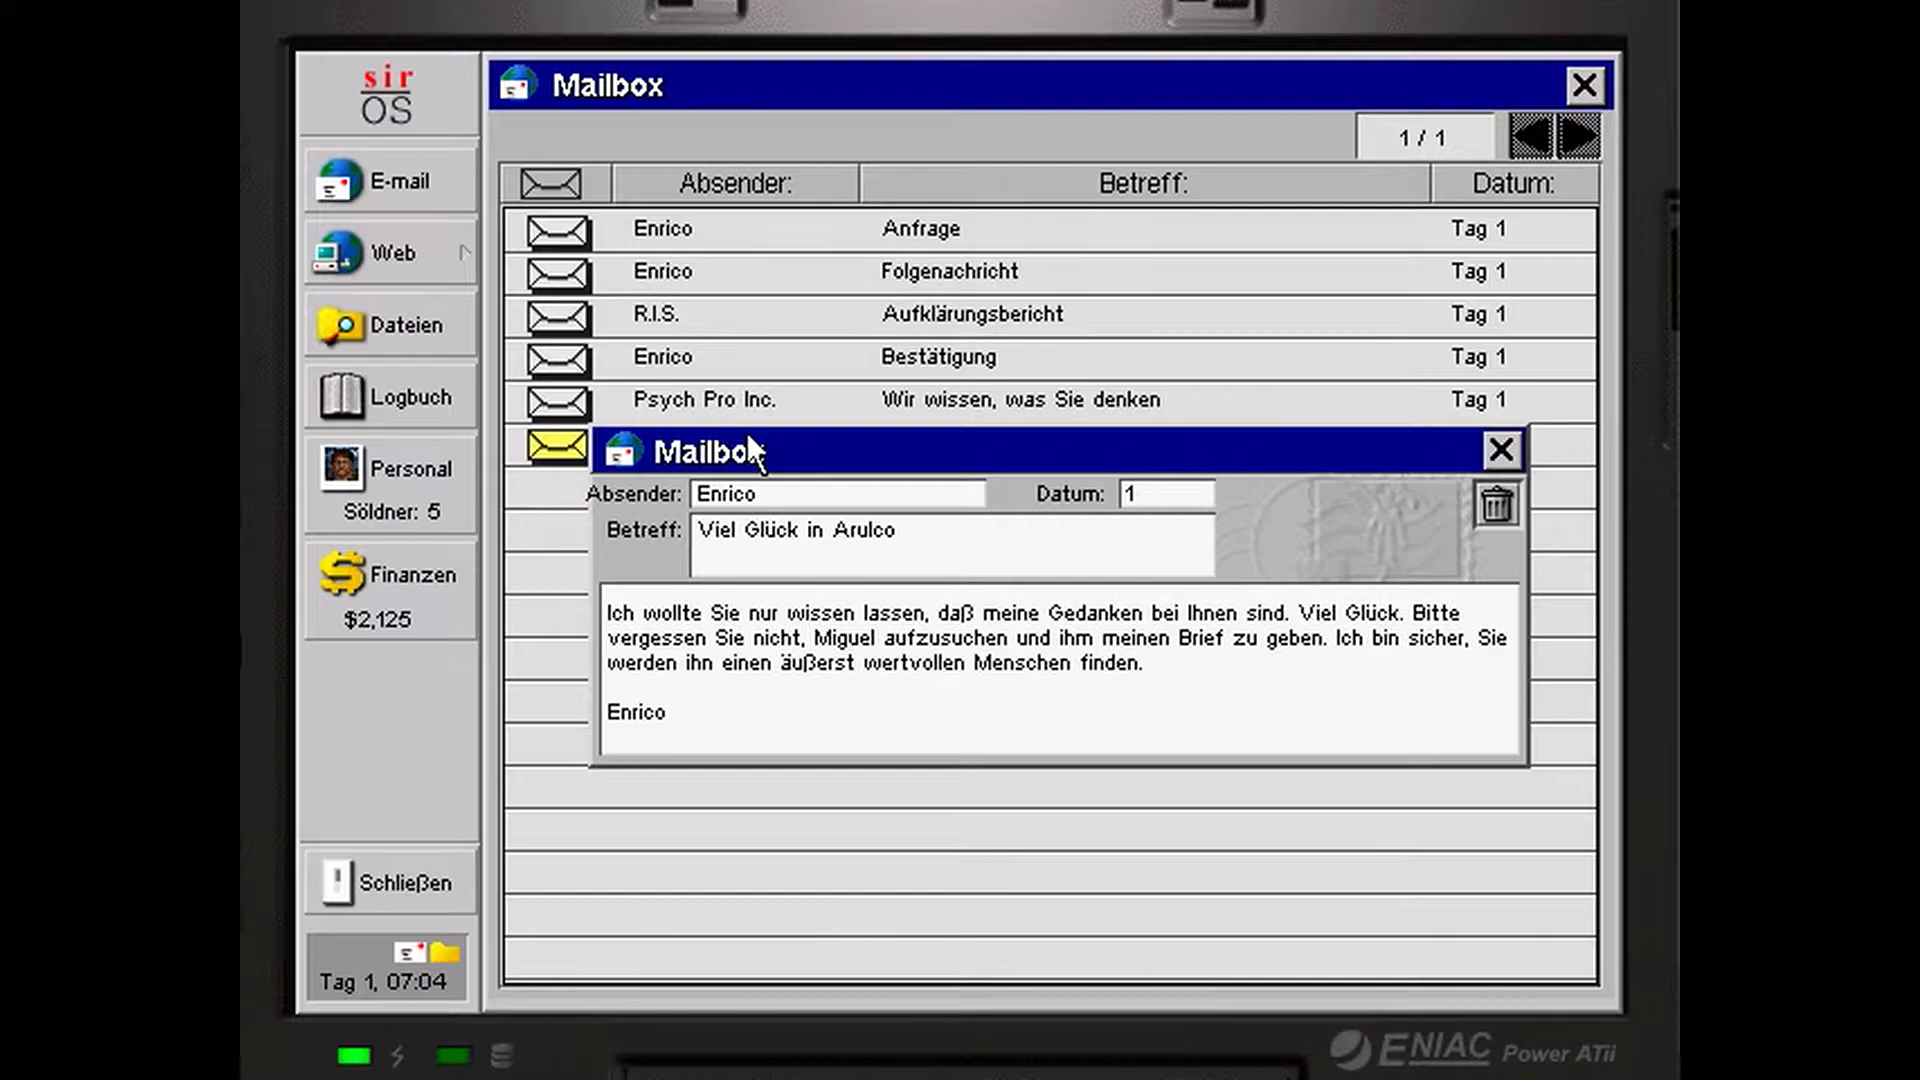 sir
OS
Mailbox
1 / 1
E-mail
Absender:
Betreff:
Datum:
Enrico
Anfrage
Tag 1
Web
Enrico
Folgenachricht
Tag 1
Dateien
R.I.S.
Aufklärungsbericht
Tag 1
Enrico
Bestätigung
Tag 1
Logbuch
Psych Pro Inc.
Wir wissen, was Sie denken
Tag 1
Personal
Söldner: 5
Mailbox
Absender:
Enrico
Datum:
1
Betreff:
Viel Glück in Arulco
Finanzen
$2,125
Ich wollte Sie nur wissen lassen, daß meine Gedanken bei Ihnen sind. Viel Glück. Bitte
vergessen Sie nicht, Miguel aufzusuchen und ihm meinen Brief zu geben. Ich bin sicher, Sie
werden ihn einen äußerst wertvollen Menschen finden.
Enrico
Schließen
Tag 1, 07:04
ENIAC Power ATii